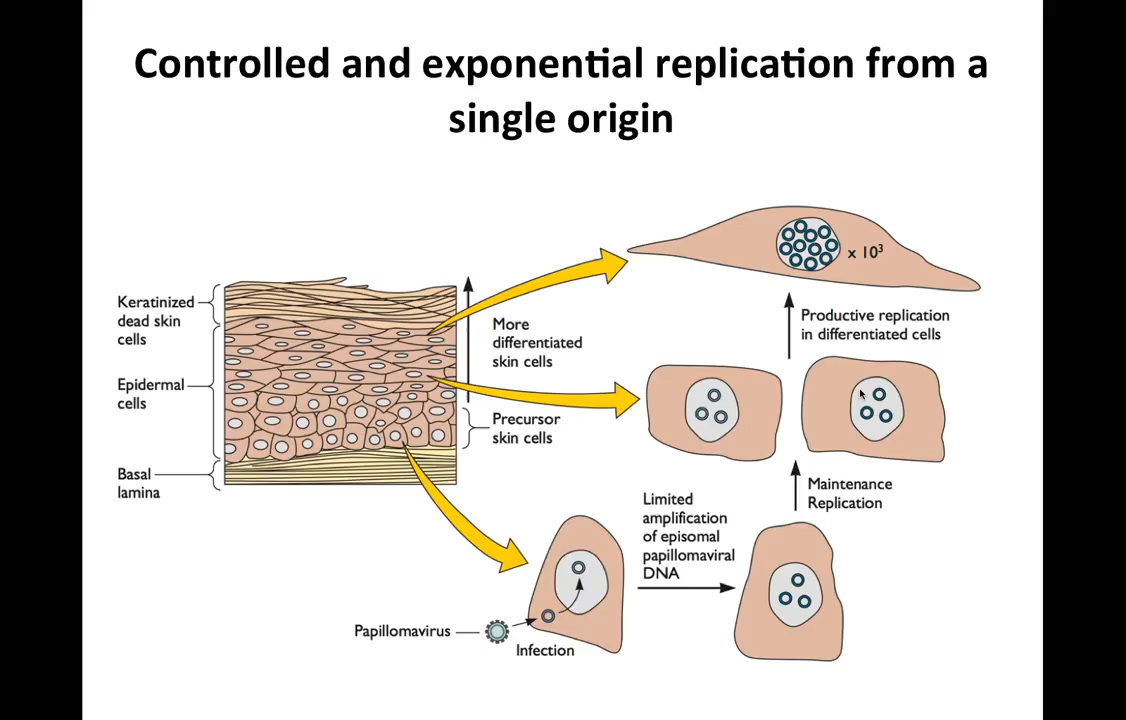 Controlled and exponential replication from a
single origin
Keratinized
dead skin
cells
Epidermal
cells
Basal
lamina
More
differentiated
skin cells
Precursor
skin cells
x 10³
Productive replication
in differentiated cells
Maintenance
Replication
Limited
amplification
of episomal
papillomaviral
DNA
Papillomavirus
Infection